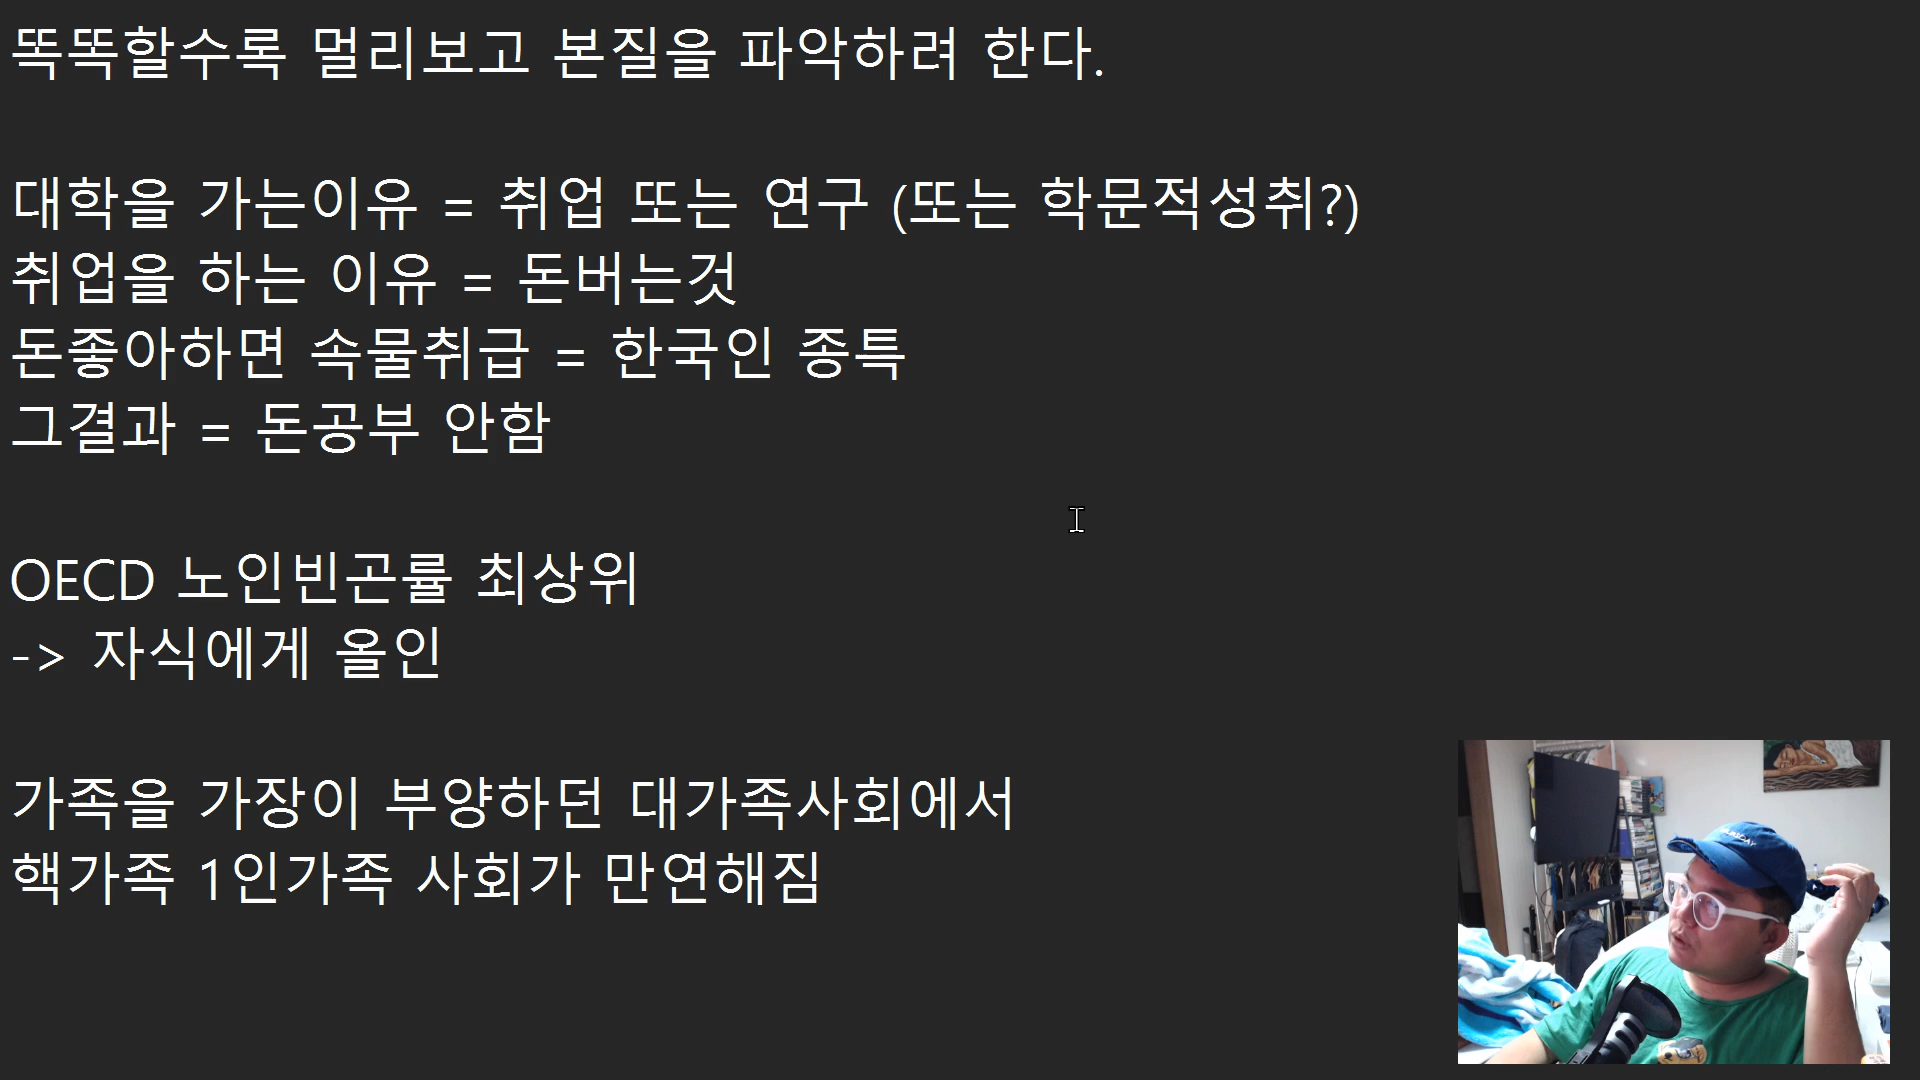 똑똑할수록 멀리보고 본질을 파악하려 한다.
대학을 가는이유 = 취업 또는 연구 (또는 학문적성취?)
취업을 하는 이유 = 돈버는것
돈좋아하면 속물취급 = 한국인 종특
그결과 = 돈공부 안함
OECD 노인빈곤률 최상위
-> 자식에게 올인
가족을 가장이 부양하던 대가족사회에서
핵가족 1인가족 사회가 만연해짐